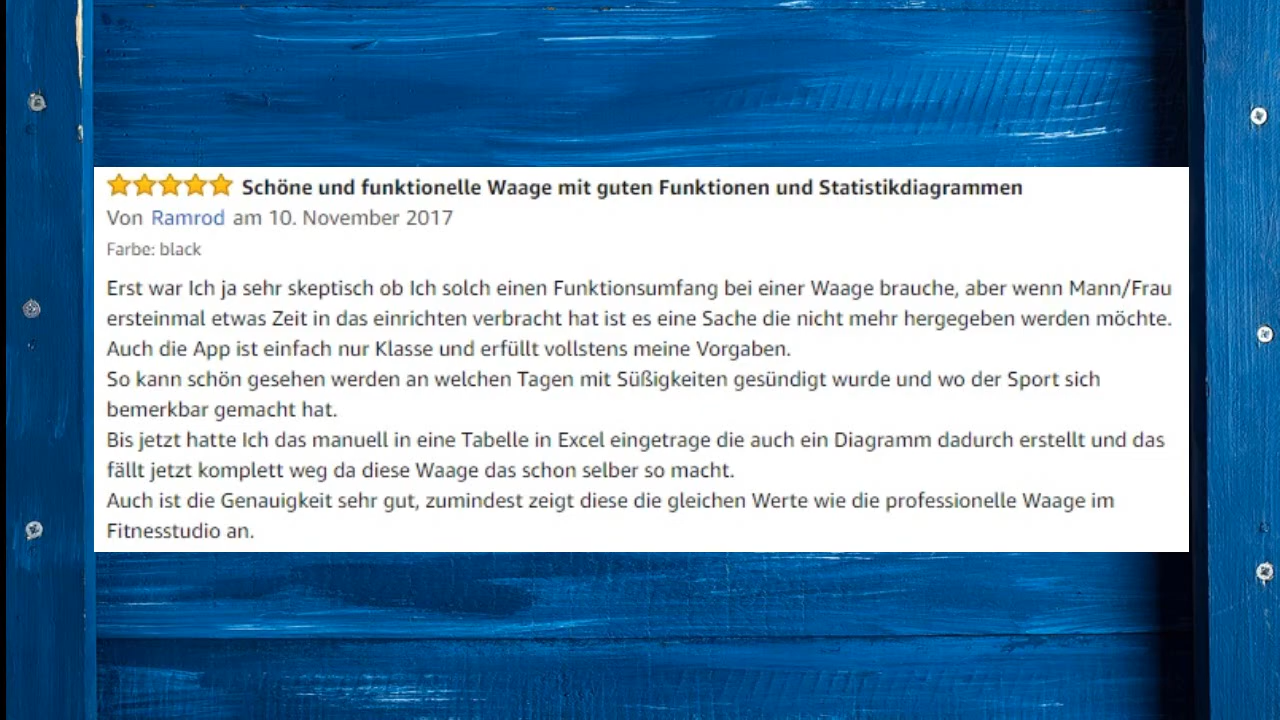 Schöne und funktionelle Waage mit guten Funktionen und Statistikdiagrammen
Von Ramrod am 10. November 2017
Farbe: black
Erst war Ich ja sehr skeptisch ob Ich solch einen Funktionsumfang bei einer Waage brauche, aber wenn Mann/Frau
ersteinmal etwas Zeit in das einrichten verbracht hat ist es eine Sache die nicht mehr hergegeben werden möchte.
Auch die App ist einfach nur Klasse und erfüllt vollstens meine Vorgaben.
So kann schön gesehen werden an welchen Tagen mit Süßigkeiten gesündigt wurde und wo der Sport sich
bemerkbar gemacht hat.
Bis jetzt hatte Ich das manuell in eine Tabelle in Excel eingetrage die auch ein Diagramm dadurch erstellt und das
fällt jetzt komplett weg da diese Waage das schon selber so macht.
Auch ist die Genauigkeit sehr gut, zumindest zeigt diese die gleichen Werte wie die professionelle Waage im
Fitnesstudio an.